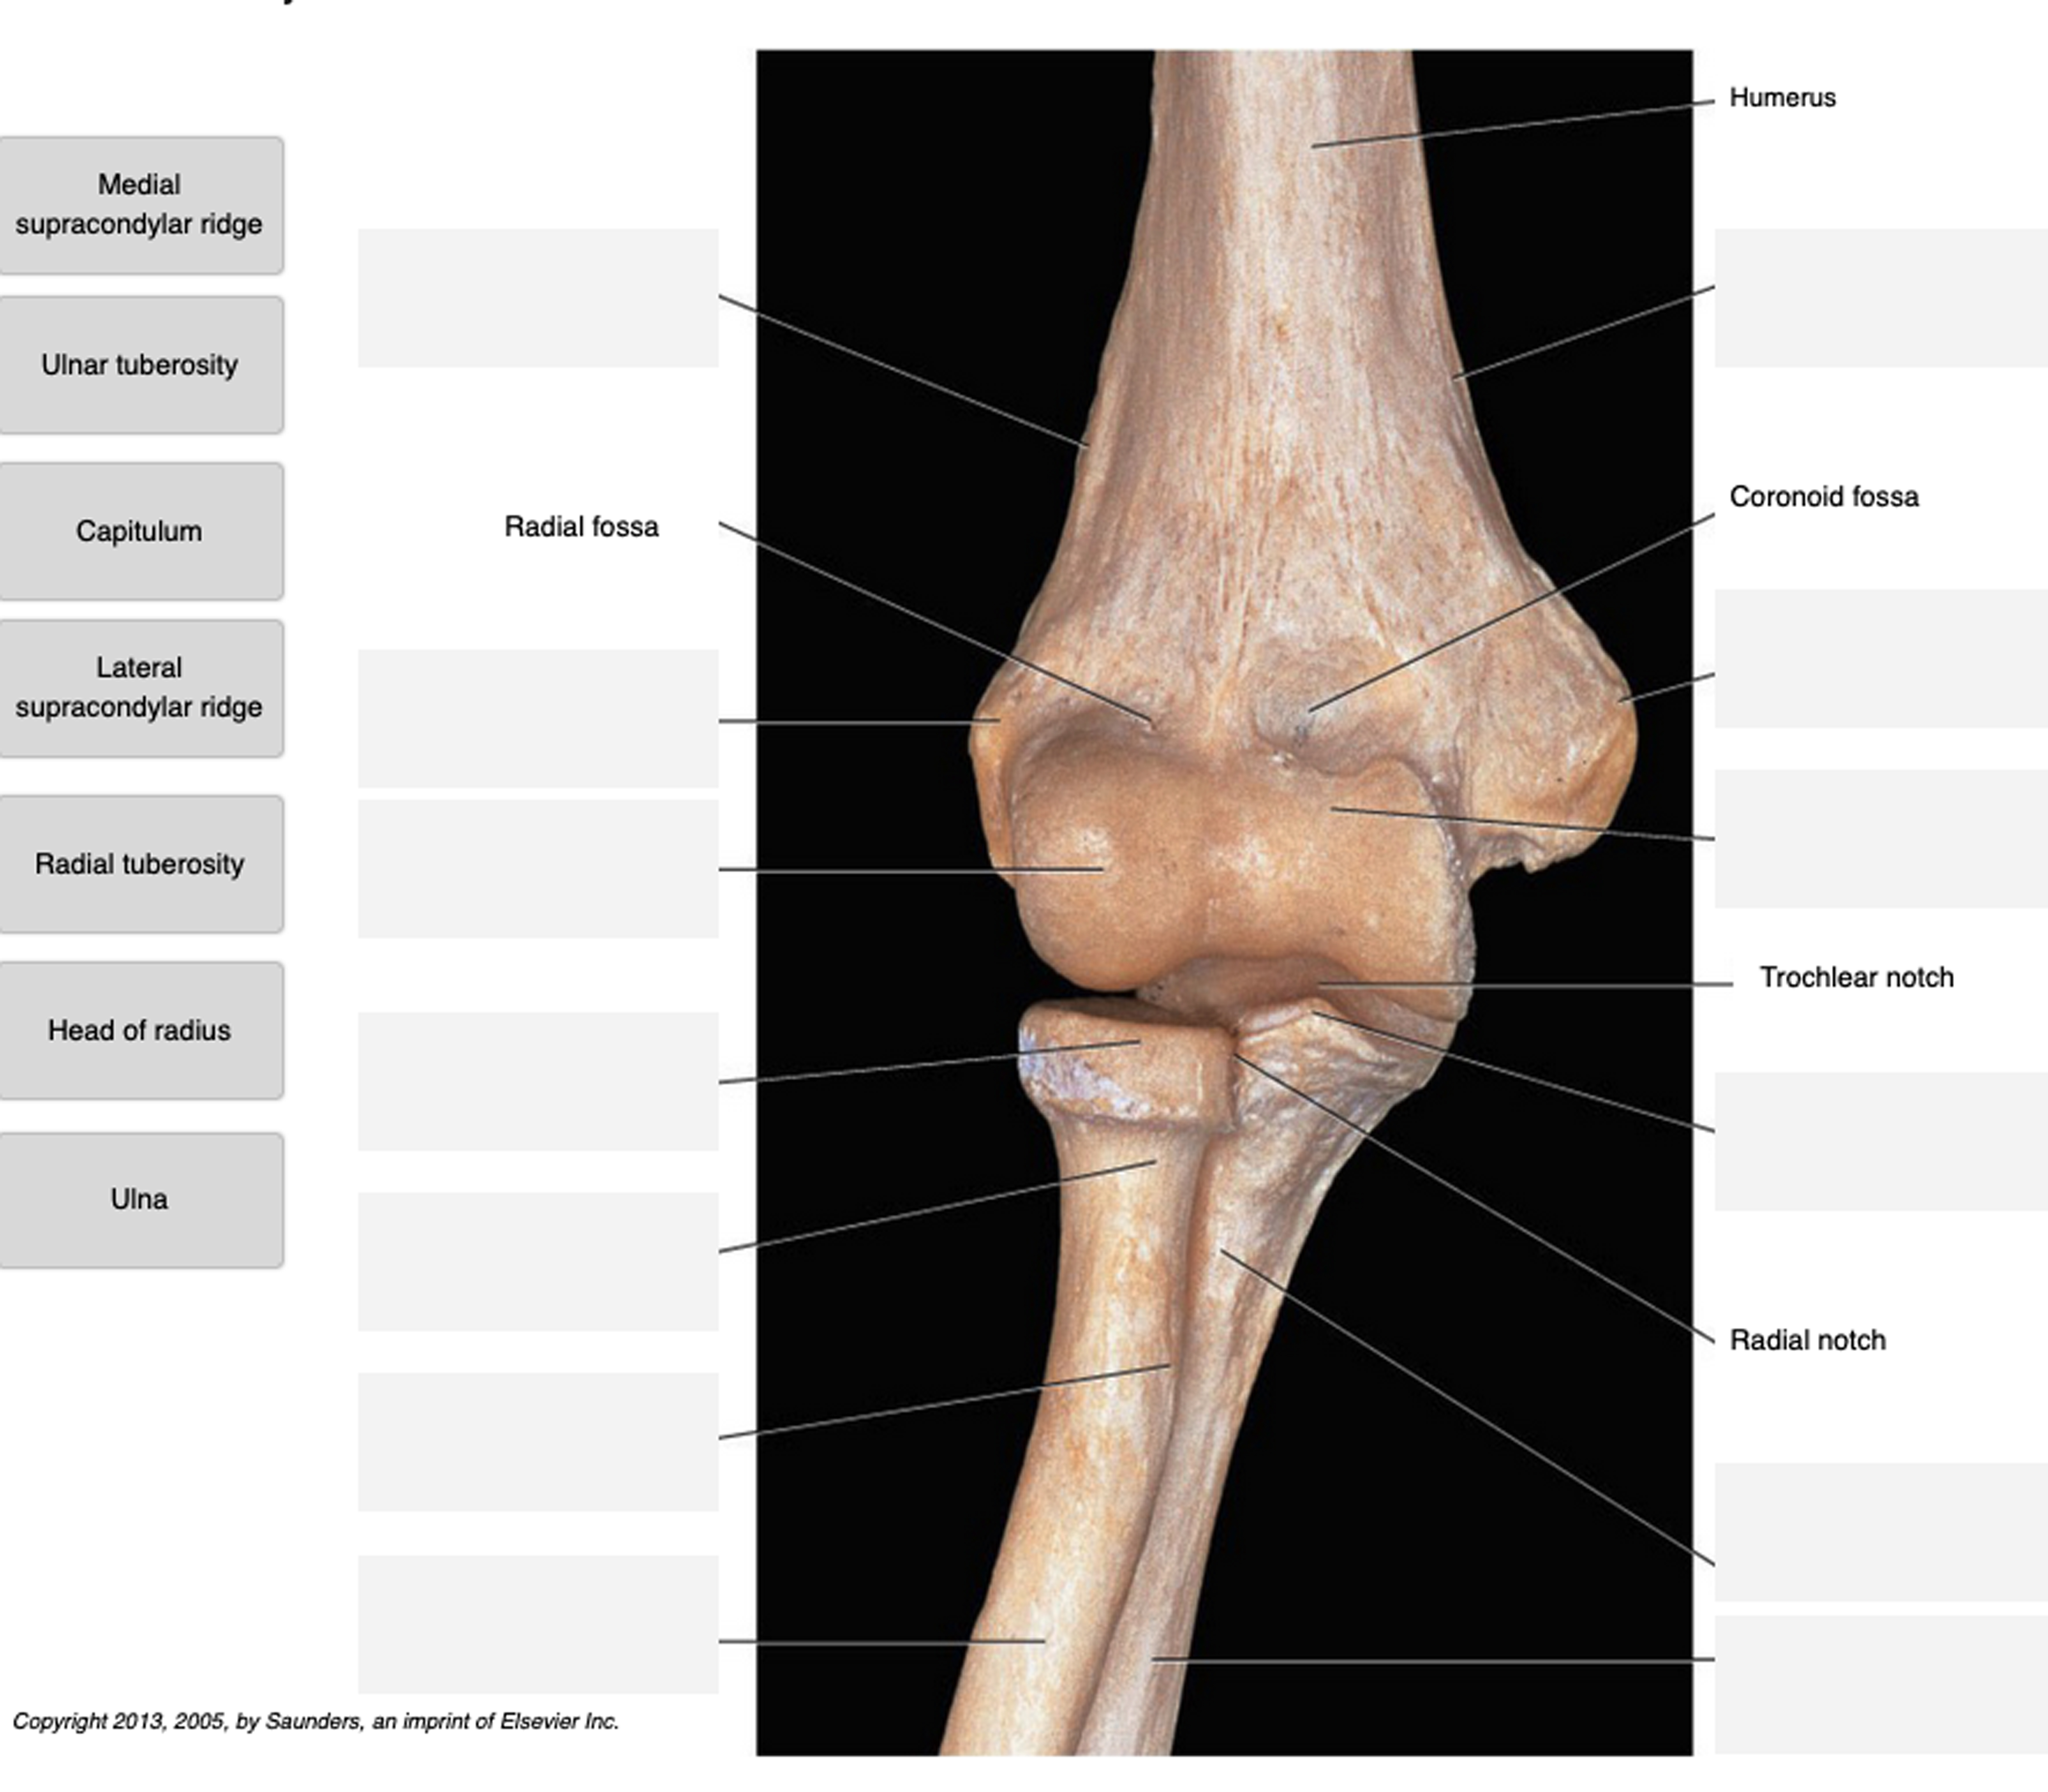 Medial
supracondylar ridge
Ulnar tuberosity
Capitulum
Lateral
supracondylar ridge
Radial tuberosity
Head of radius
Ulna
Radial fossa
Humerus
Coronoid fossa
Trochlear notch
Radial notch
Copyright 2013, 2005, by Saunders, an imprint of Elsevier Inc.